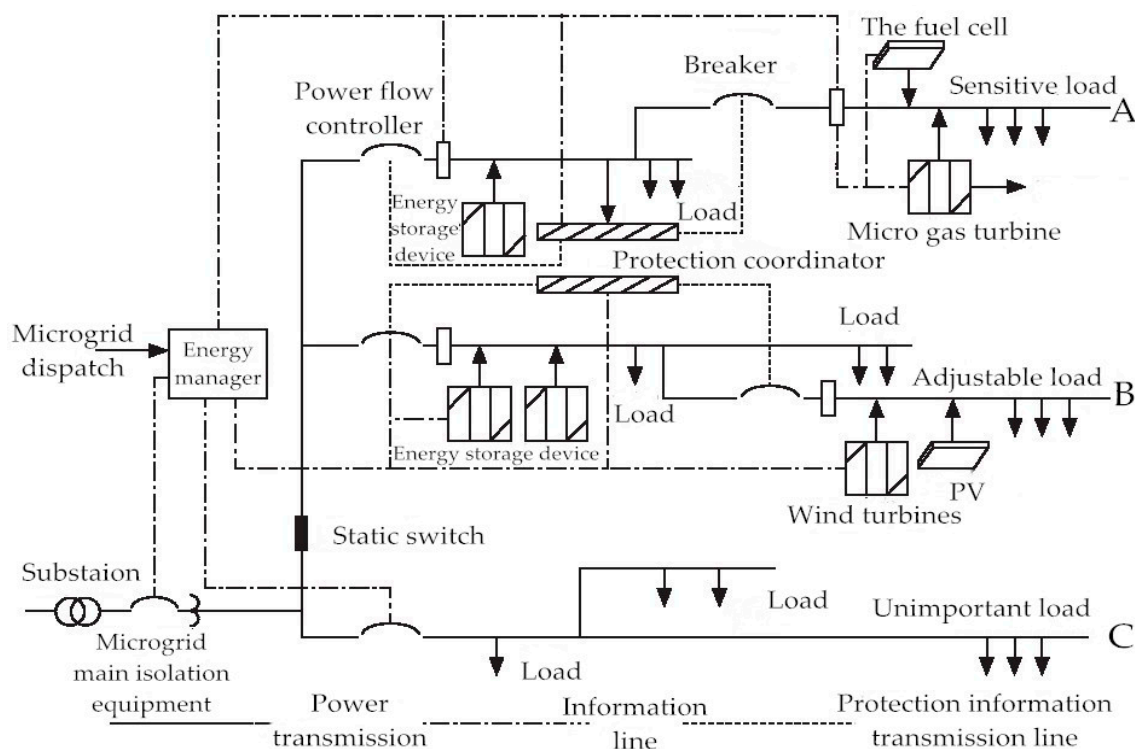 The fuel cell
Breaker
Sensitive load
A
Power flow
controller
Energy
storage
device
Load
Micro gas turbine
Protection coordinator
Microgrid
dispatch
Energy
manager
Load
Adjustable load
B
Load
Energy storage device
PV
Wind turbines
Static switch
Substaion
Load
Unimportant load
C
Microgrid
main isolation
equipment
Load
Power
transmission
Information
line
Protection information
transmission line